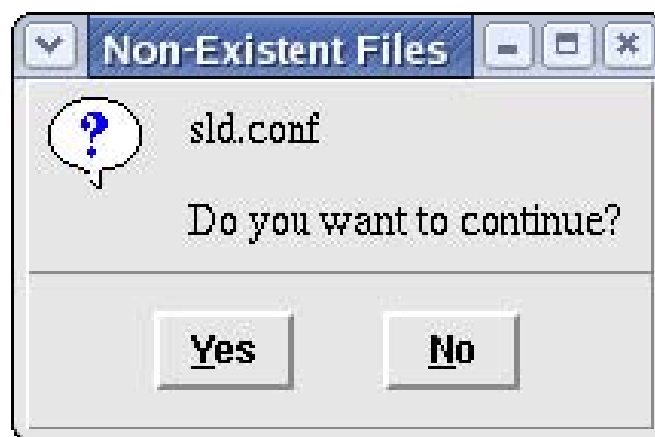 Non-Existent Files
?
sld.conf
Do you want to continue?
Yes
No